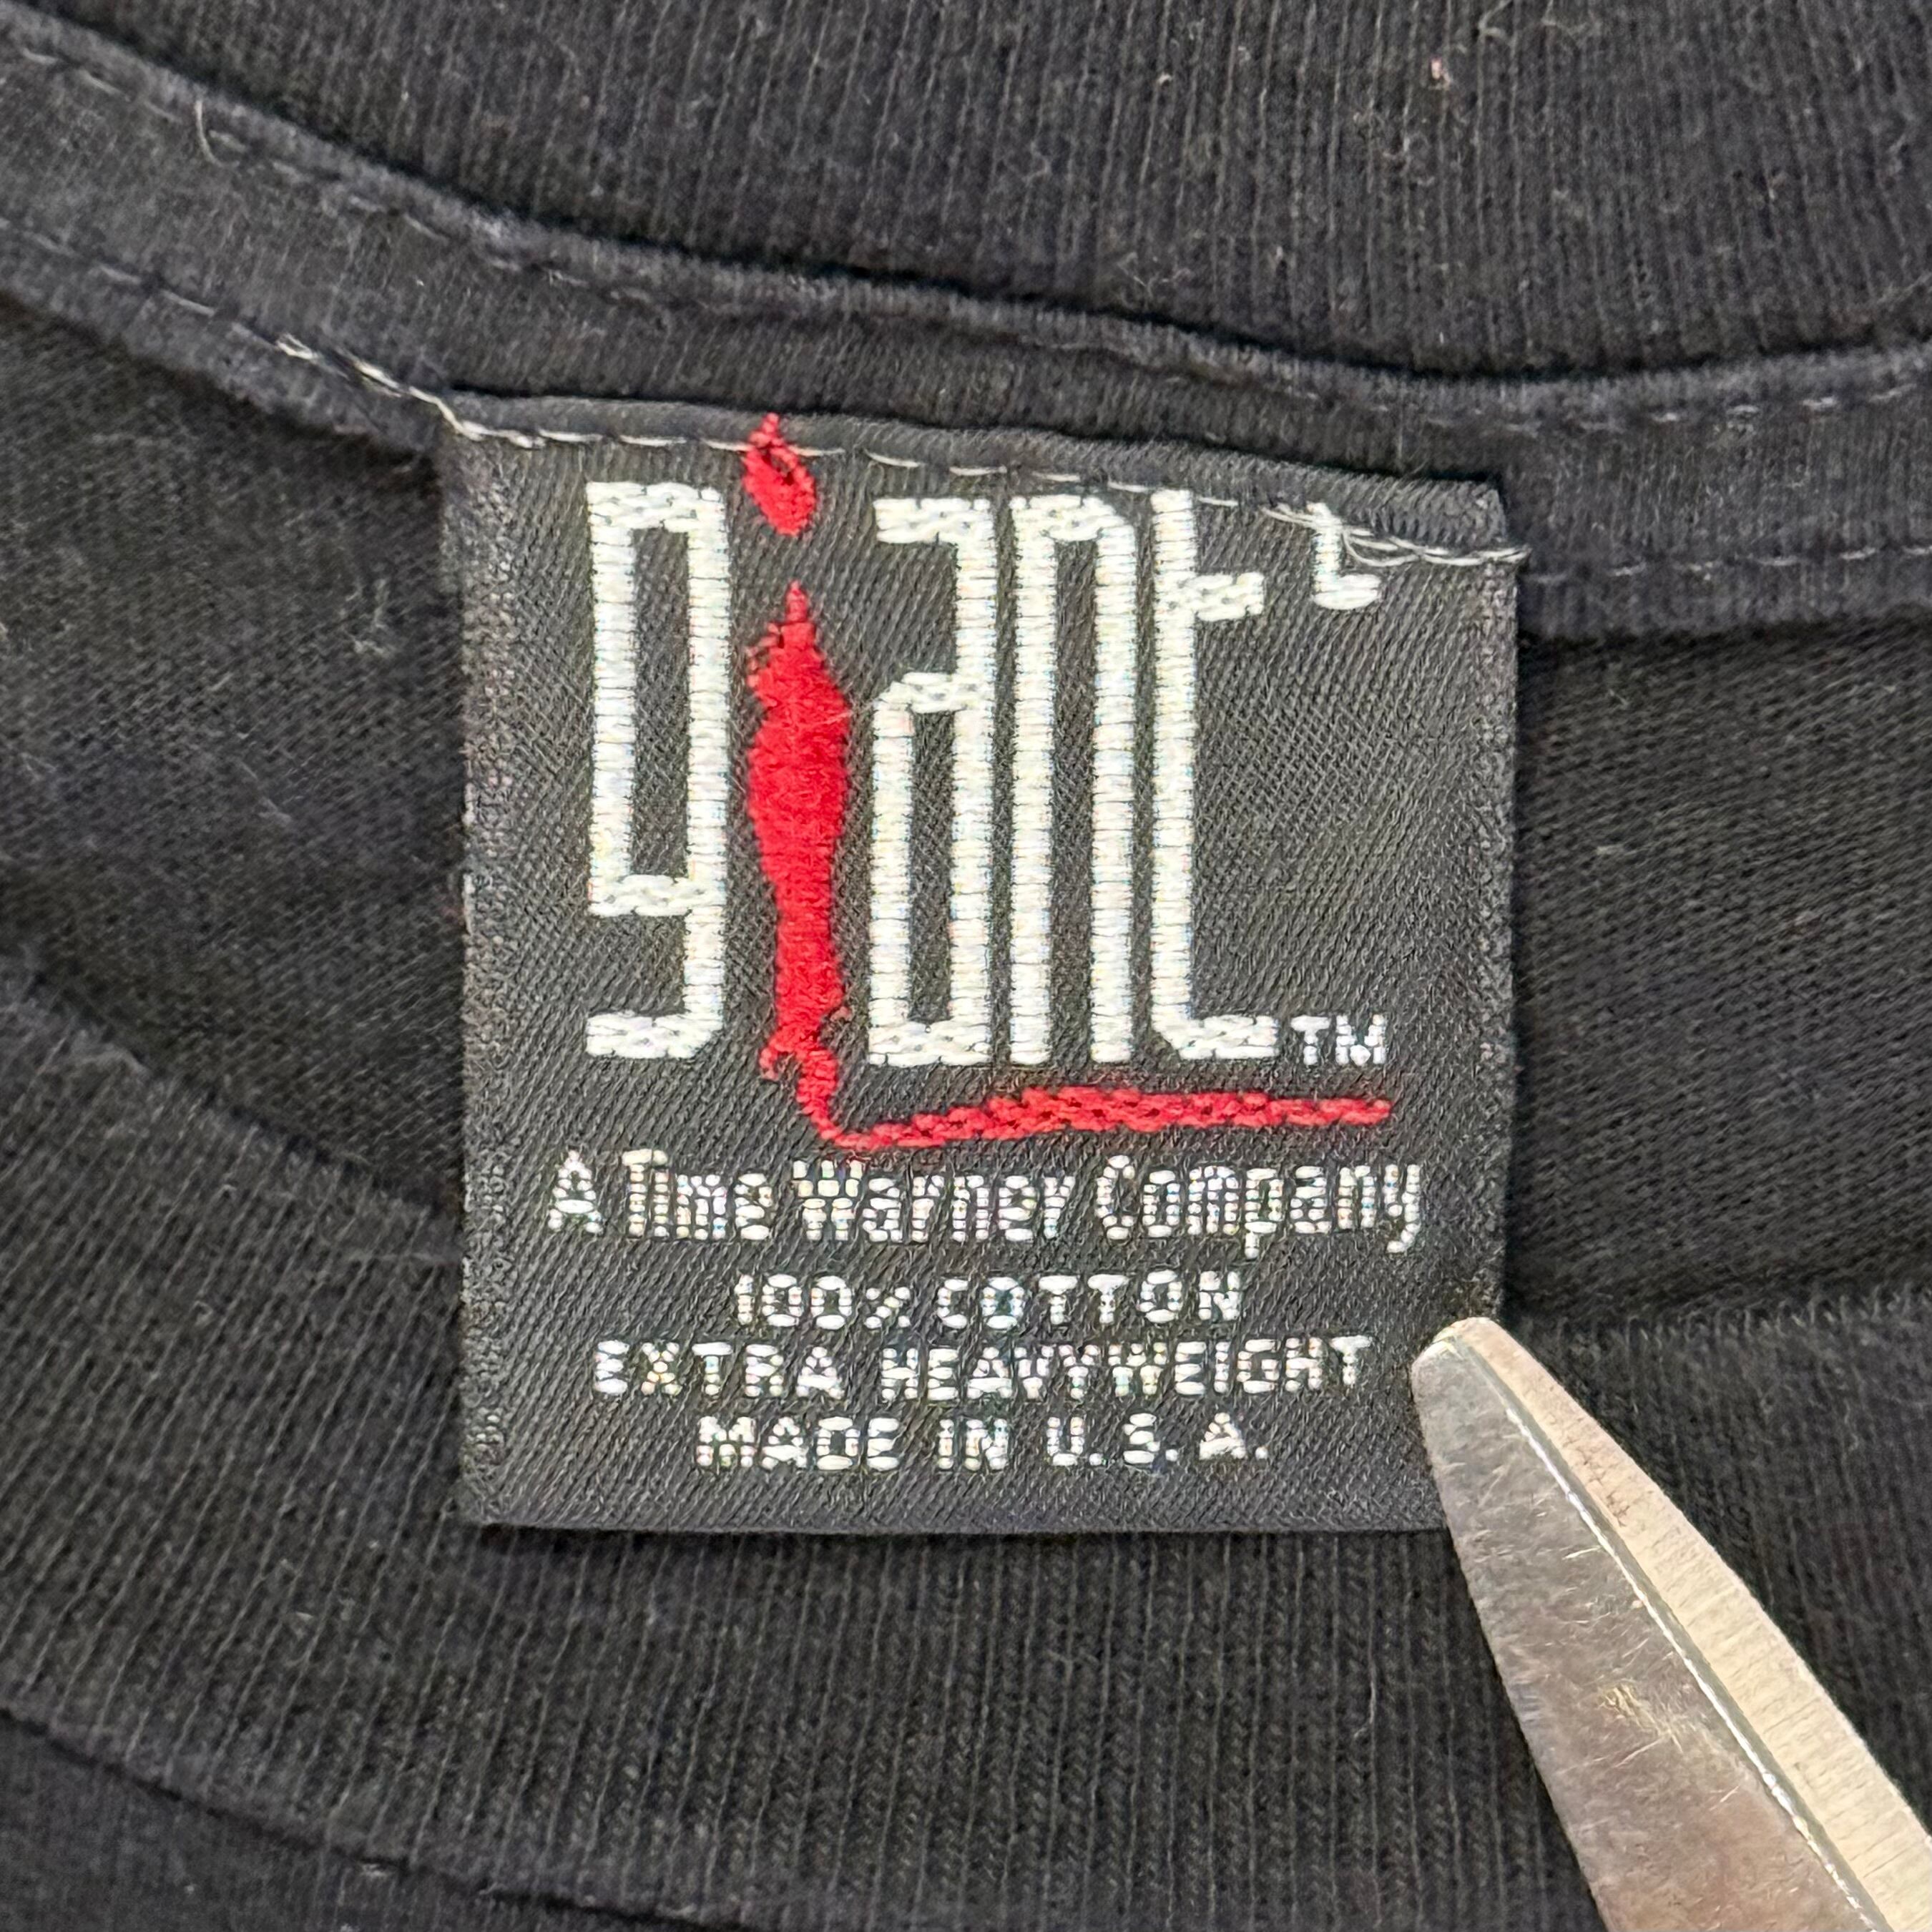 giant t
TM
A Time Warner Company
100% COTTON
EXTRA HEAVYWEIGHT
MADE IN U.S.A.